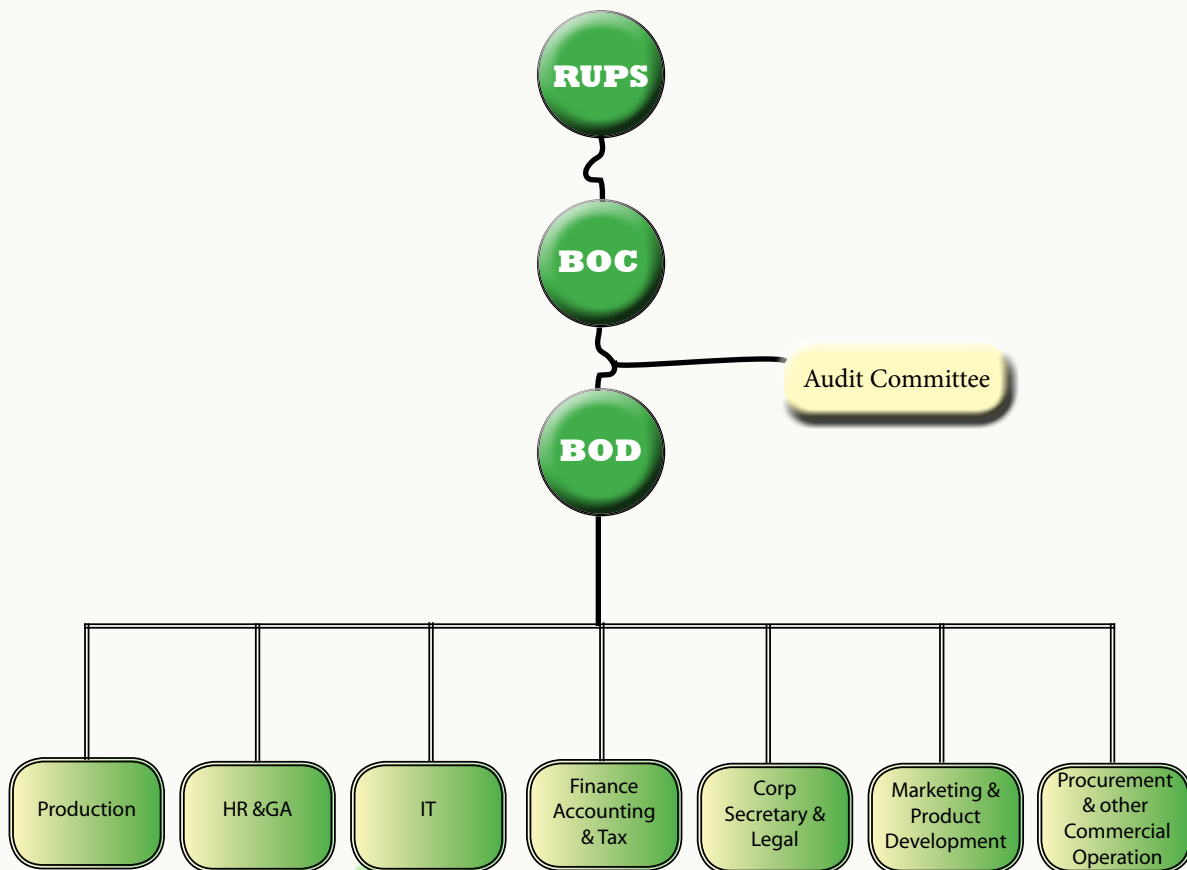 RUPS
BOC
Audit Committee
BOD
Production
HR &GA
IT
Finance
Accounting
& Tax
Corp
Secretary &
Legal
Marketing &
Product
Development
Procurement
& other
Commercial
Operation